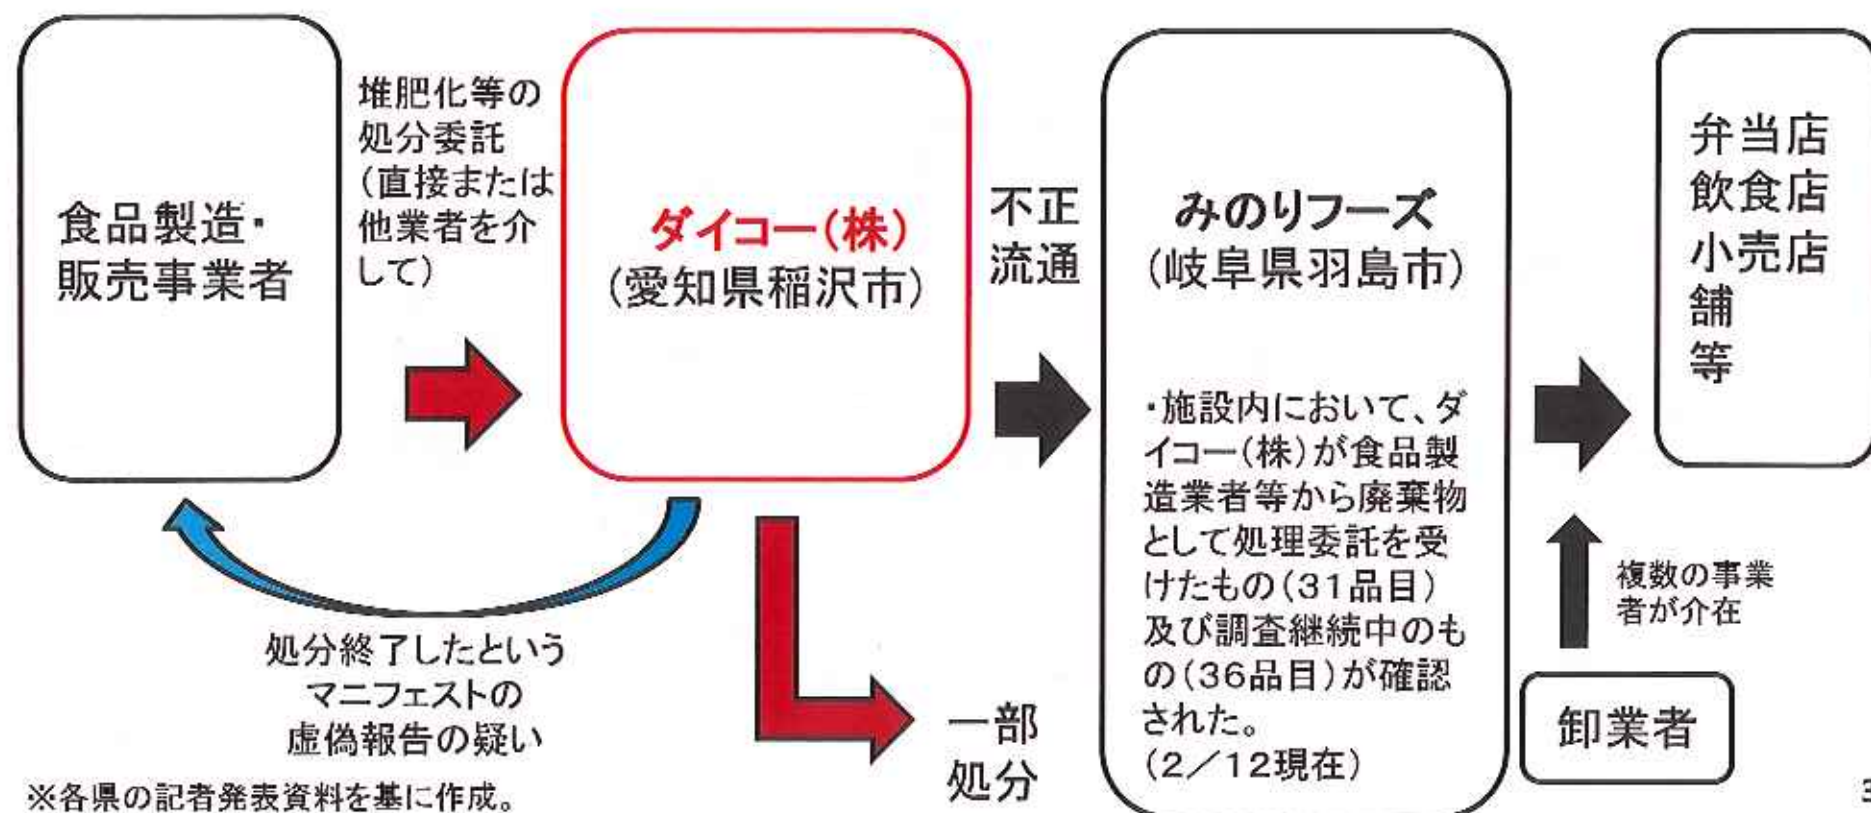 食品製造・
販売事業者
堆肥化等の
処分委託
（直接または
他業者を介
して）
ダイコー（株）
（愛知県稲沢市）
不正
流通
みのりフーズ
（岐阜県羽島市）
・施設内において、ダ
イコー（株）が食品製
造業者等から廃棄物
として処理委託を受
けたもの（31品目）
及び調査継続中のも
の（36品目）が確認
された。
（2／12現在）
弁当店
飲食店
小売店
舗
等
複数の事業
者が介在
卸業者
処分終了したという
マニフェストの
虚偽報告の疑い
一部
処分
※各県の記者発表資料を基に作成。
3